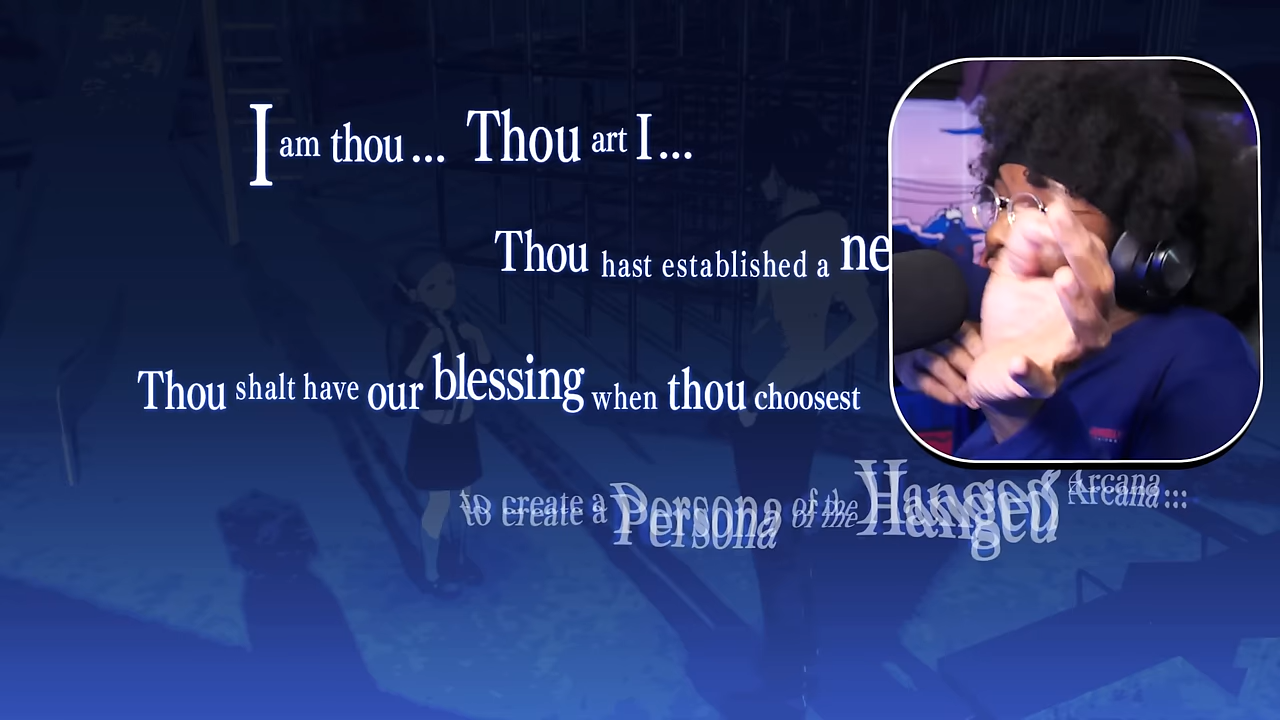 I am thou... Thou art I...
Thou hast established a ne
Thou shalt have our blessing when thou choosest
to create a Persona of the Hanged Arcana...